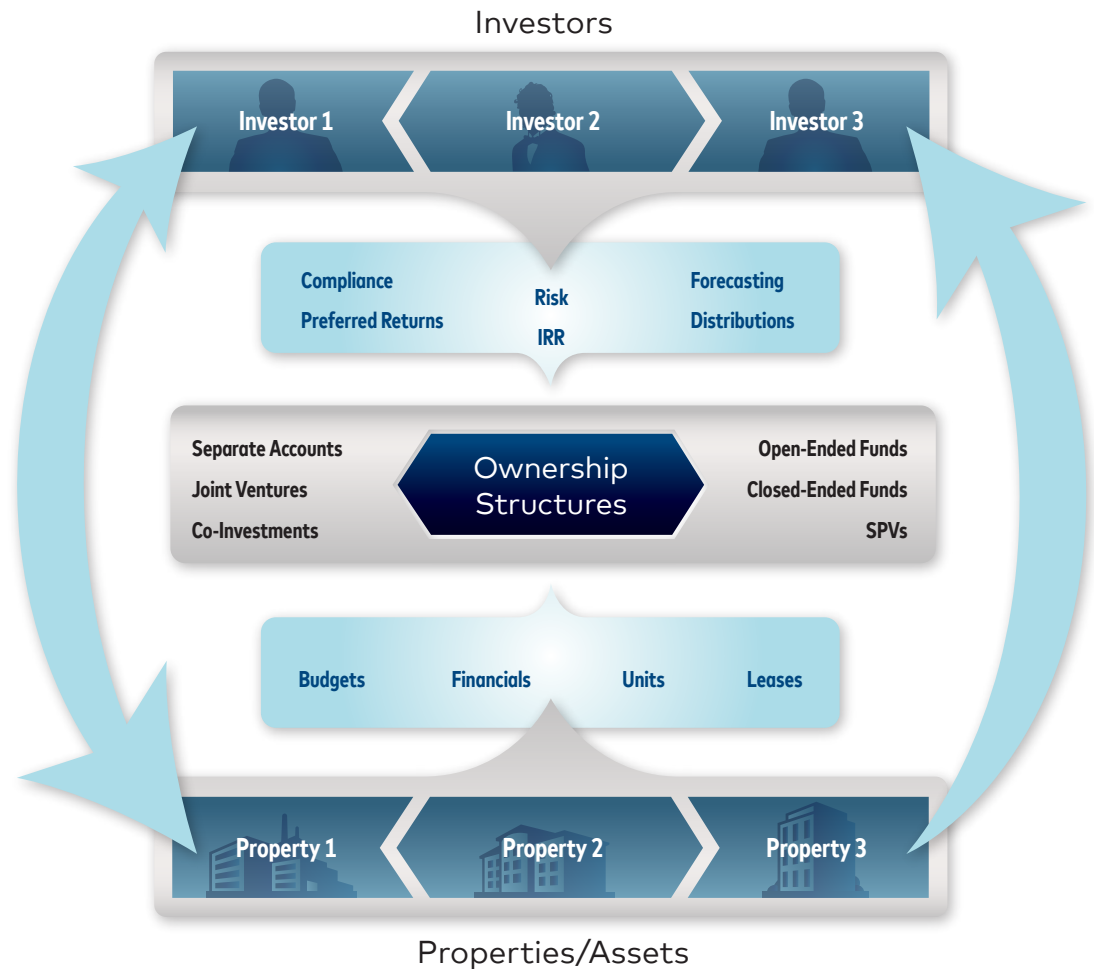 Investors
Investor 1
Investor 2
Investor 3
Compliance
Preferred Returns
Risk
IRR
Forecasting
Distributions
Separate Accounts
Joint Ventures
Co-Investments
Ownership
Structures
Open-Ended Funds
Closed-Ended Funds
SPVs
Budgets
Financials
Units
Leases
Property 1
Property 2
Property 3
Properties/Assets